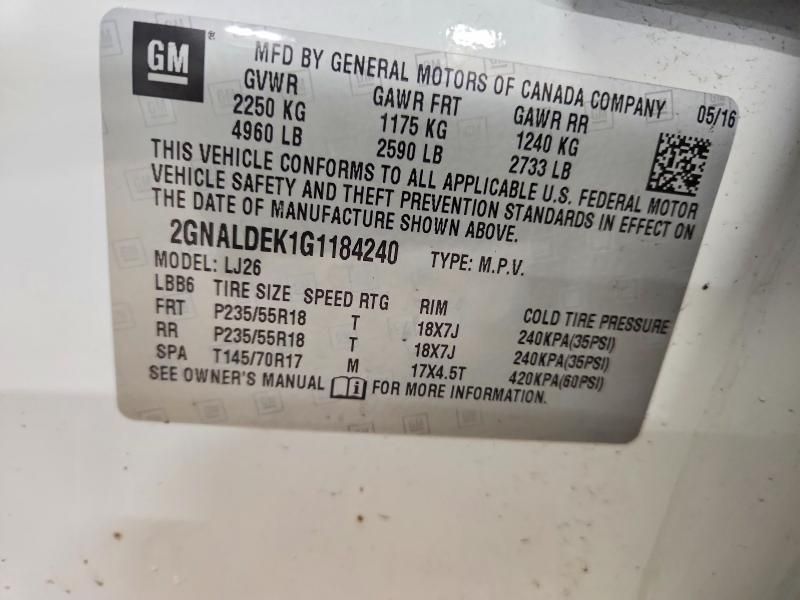 GM
MFD BY GENERAL MOTORS OF CANADA COMPANY
GVWR GAWR FRT GAWR RR 05/16
2250 KG 1175 KG 1240 KG
4960 LB 2590 LB 2733 LB
THIS VEHICLE CONFORMS TO ALL APPLICABLE U.S. FEDERAL MOTOR
VEHICLE SAFETY AND THEFT PREVENTION STANDARDS IN EFFECT ON
THE DATE OF MANUFACTURE SHOWN ABOVE.
2GNALDEK1G1184240 TYPE: M.P.V.
MODEL: LJ26
LBB6 TIRE SIZE SPEED RTG RIM COLD TIRE PRESSURE
FRT P235/55R18 T 18X7J 240KPA(35PSI)
RR P235/55R18 T 18X7J 240KPA(35PSI)
SPA T145/70R17 M 17X4.5T 420KPA(60PSI)
SEE OWNER'S MANUAL i FOR MORE INFORMATION.